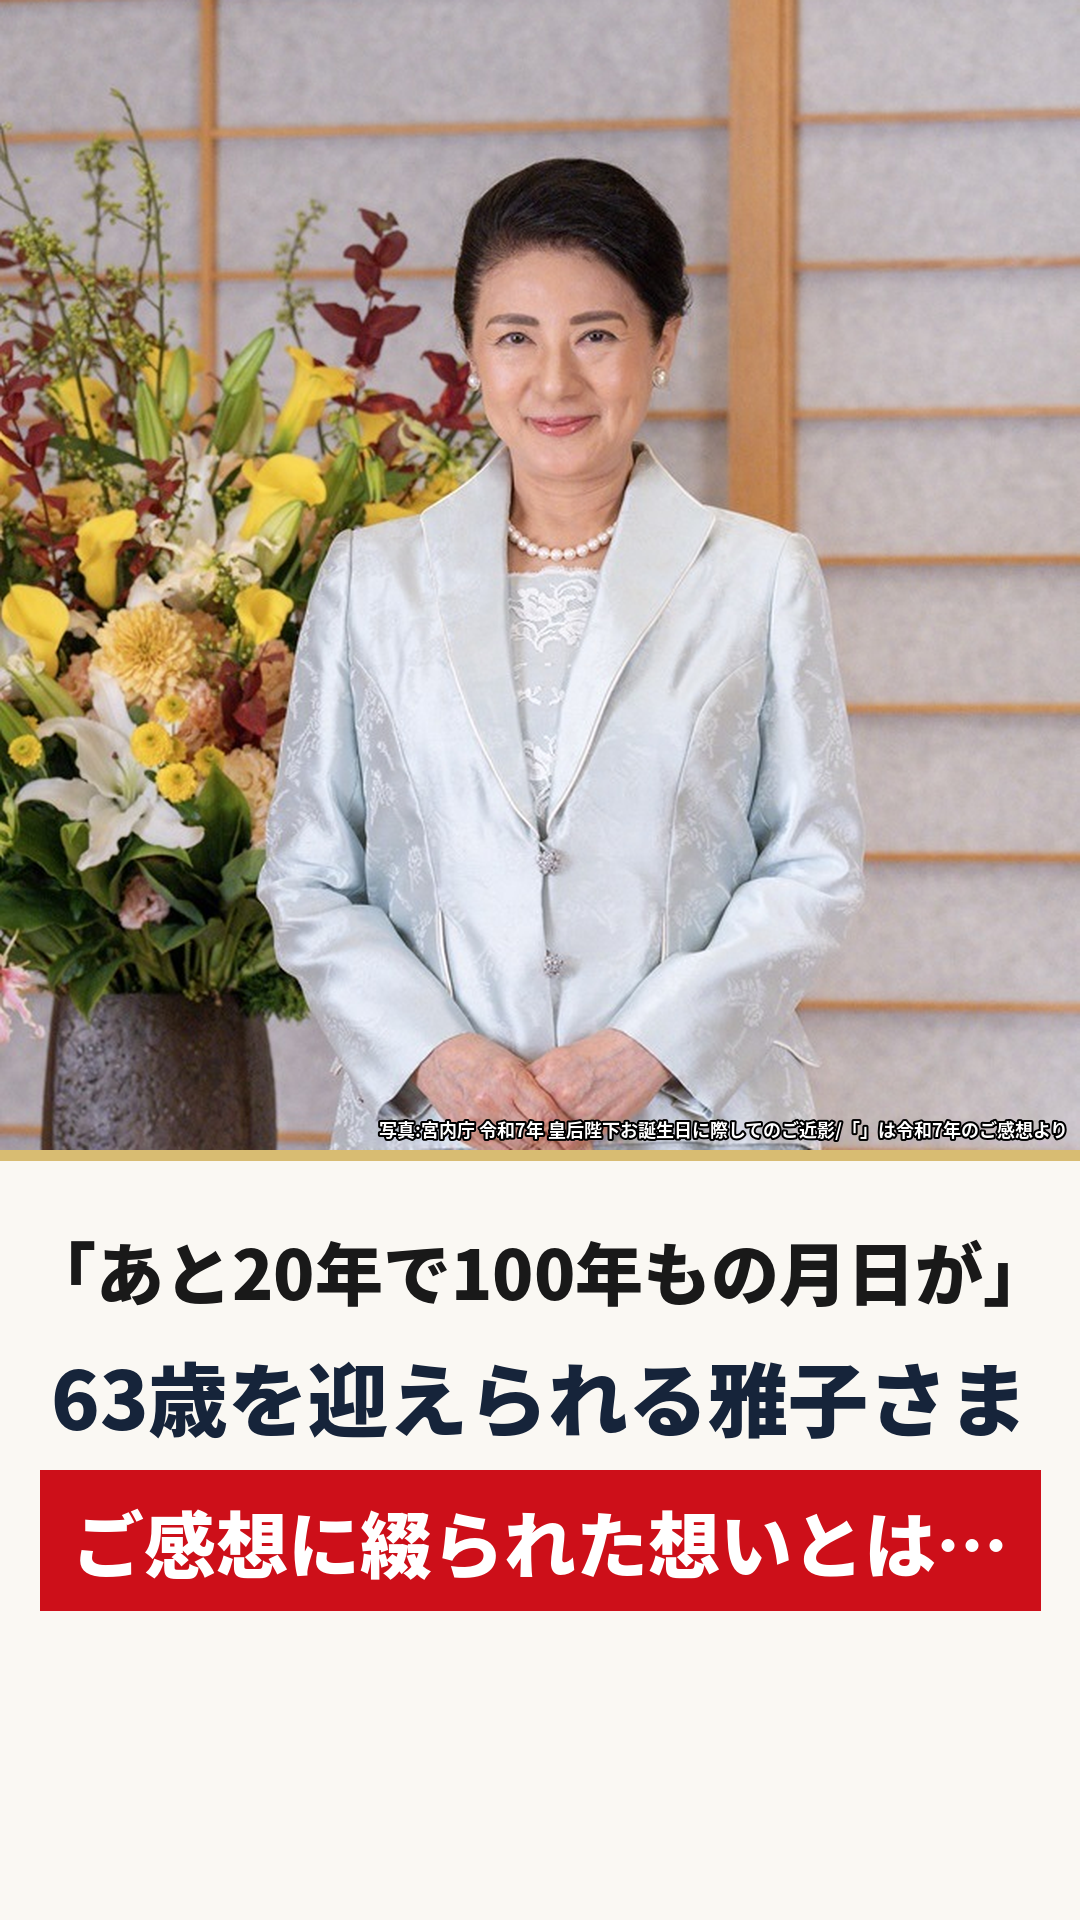 写真:宮内庁 令和7年 皇后陛下お誕生日に際してのご近影/「」は令和7年のご感想より
「あと20年で100年もの月日が」
63歳を迎えられる雅子さま
ご感想に綴られた想いとは…